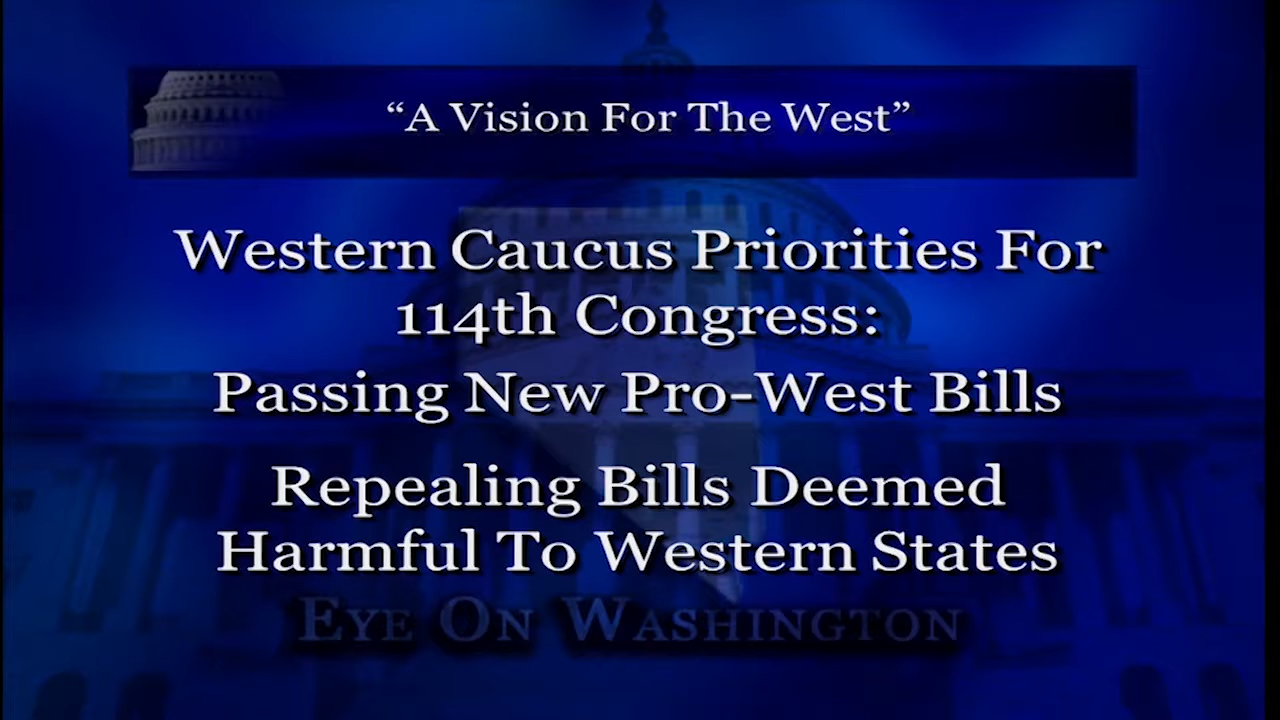 “A Vision For The West”
Western Caucus Priorities For
114th Congress:
Passing New Pro-West Bills
Repealing Bills Deemed
Harmful To Western States
Eye On Washington